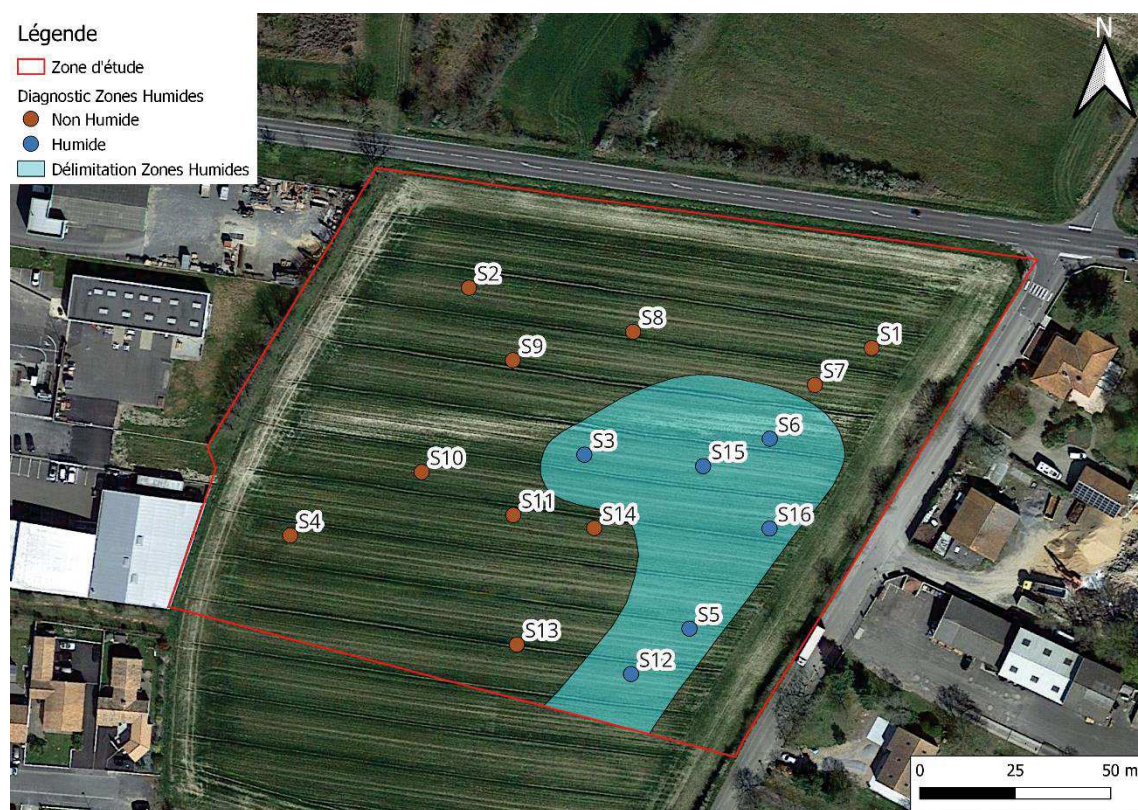 Légende
Zone d'étude
Diagnostic Zones Humides
Non Humide
Humide
Délimitation Zones Humides
N
S2
S8
S1
S9
S7
S6
S3
S15
S10
S11
S14
S16
S4
S5
S13
S12
0 25 50 m